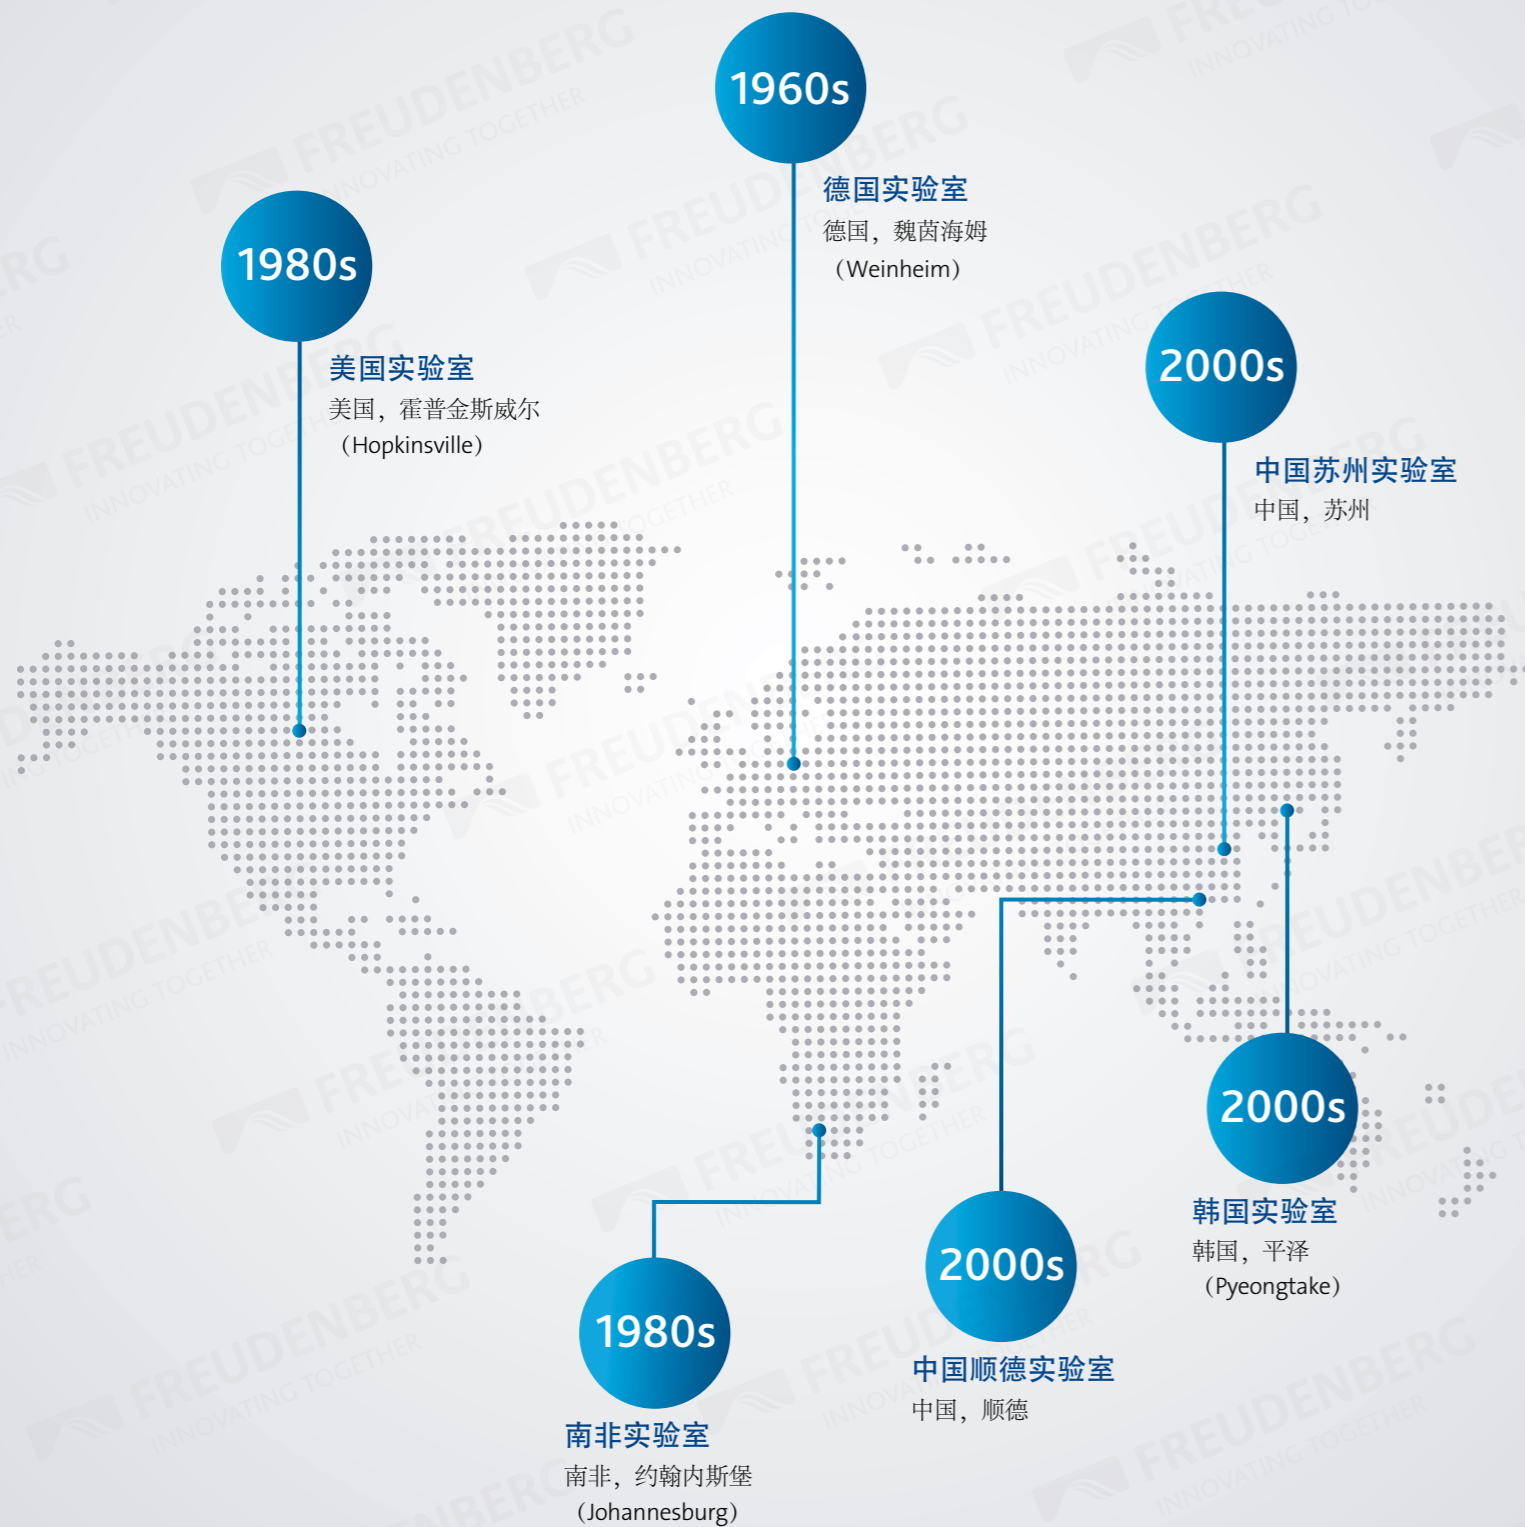 1960s
德国实验室
德国，魏茵海姆
（Weinheim）
1980s
美国实验室
美国，霍普金斯威尔
（Hopkinsville）
2000s
中国苏州实验室
中国，苏州
2000s
韩国实验室
韩国，平泽
（Pyeongtake）
2000s
中国顺德实验室
中国，顺德
1980s
南非实验室
南非，约翰内斯堡
（Johannesburg）
FREUDENBERG
INNOVATING TOGETHER